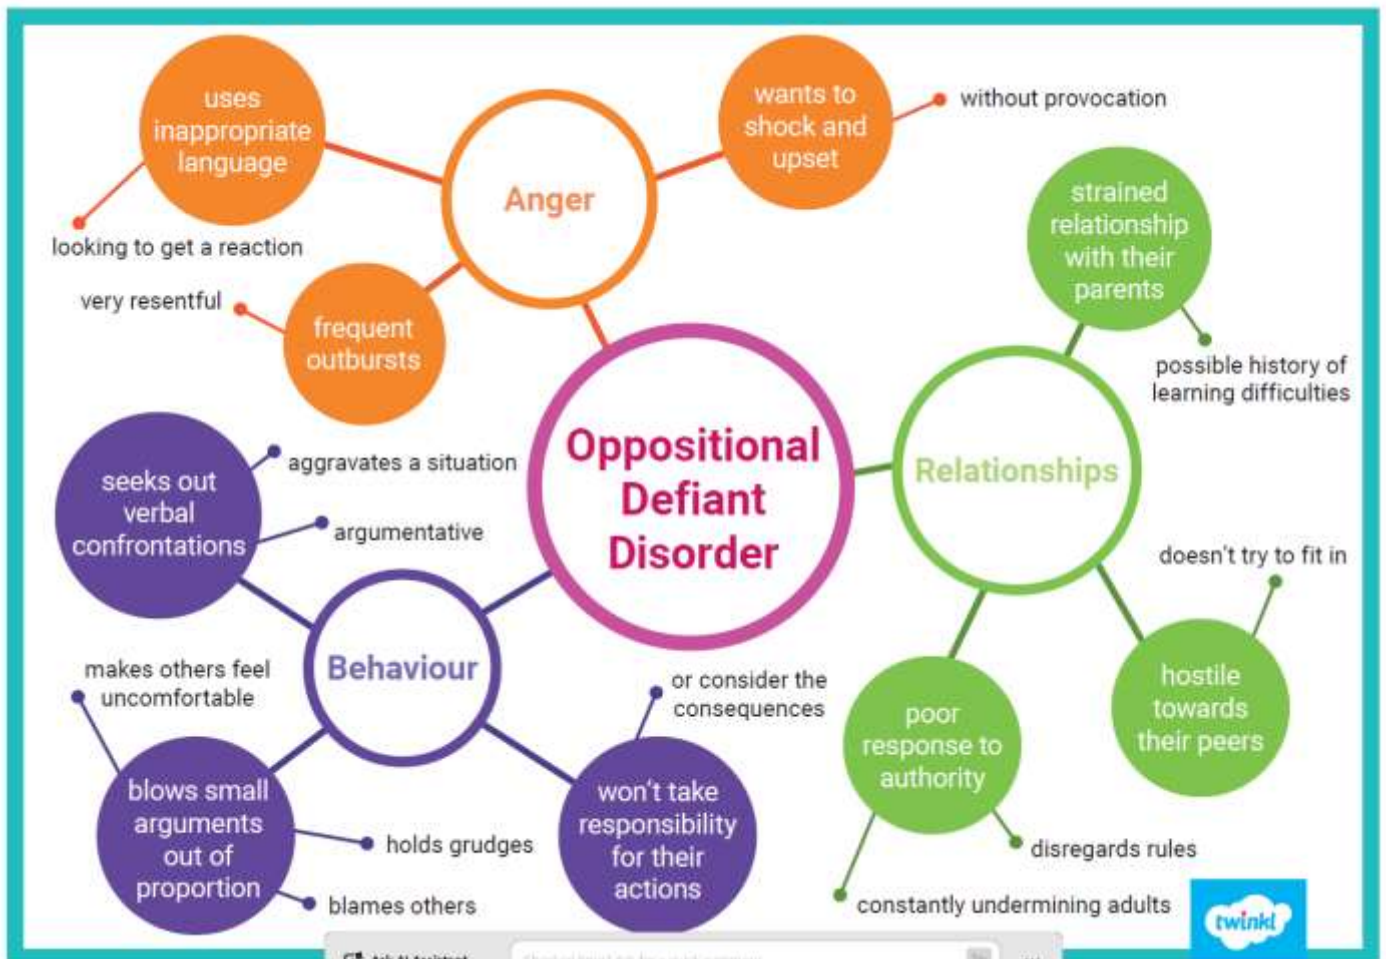 uses
inappropriate
language
looking to get a reaction
Anger
wants to
shock and
upset
without provocation
very resentful
frequent
outbursts
strained
relationship
with their
parents
possible history of
learning difficulties
Oppositional
Defiant
Disorder
Relationships
seeks out
verbal
confrontations
aggravates a situation
argumentative
doesn't try to fit in
hostile
towards
their peers
Behaviour
makes others feel
uncomfortable
or consider the
consequences
poor
response to
authority
blows small
arguments
out of
proportion
holds grudges
blames others
won't take
responsibility
for their
actions
disregards rules
constantly undermining adults
twinkl